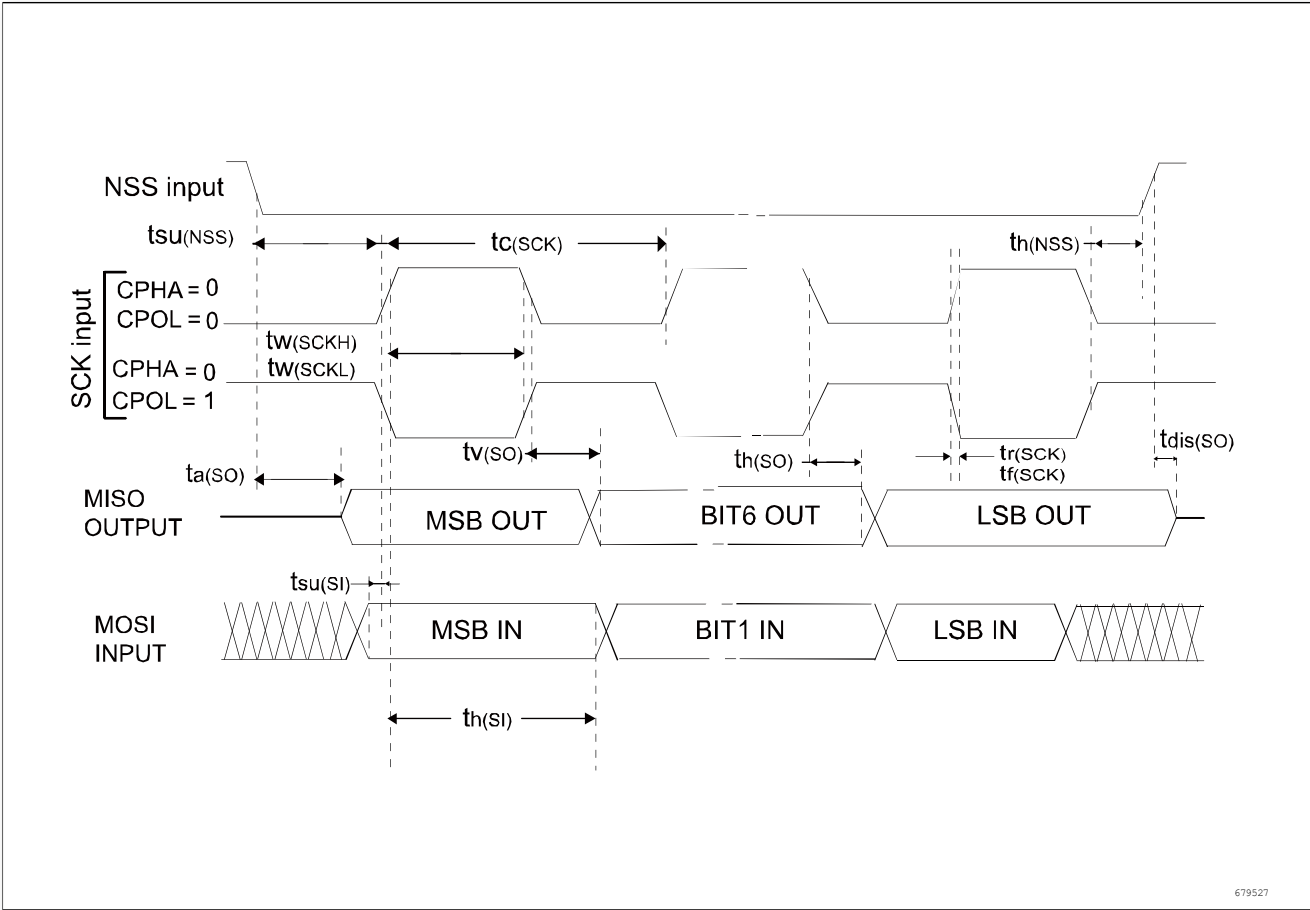 NSS input
tsu(NSS)
tc(SCK)
th(NSS)
SCK input
CPHA = 0
CPOL = 0
tw(SCKH)
CPHA = 0
tw(SCKL)
CPOL = 1
tv(SO)
th(SO)
tr(SCK)
tf(SCK)
tdis(SO)
ta(SO)
MISO
OUTPUT
MSB OUT
BIT6 OUT
LSB OUT
tsu(SI)
MOSI
INPUT
MSB IN
BIT1 IN
LSB IN
th(SI)
679527